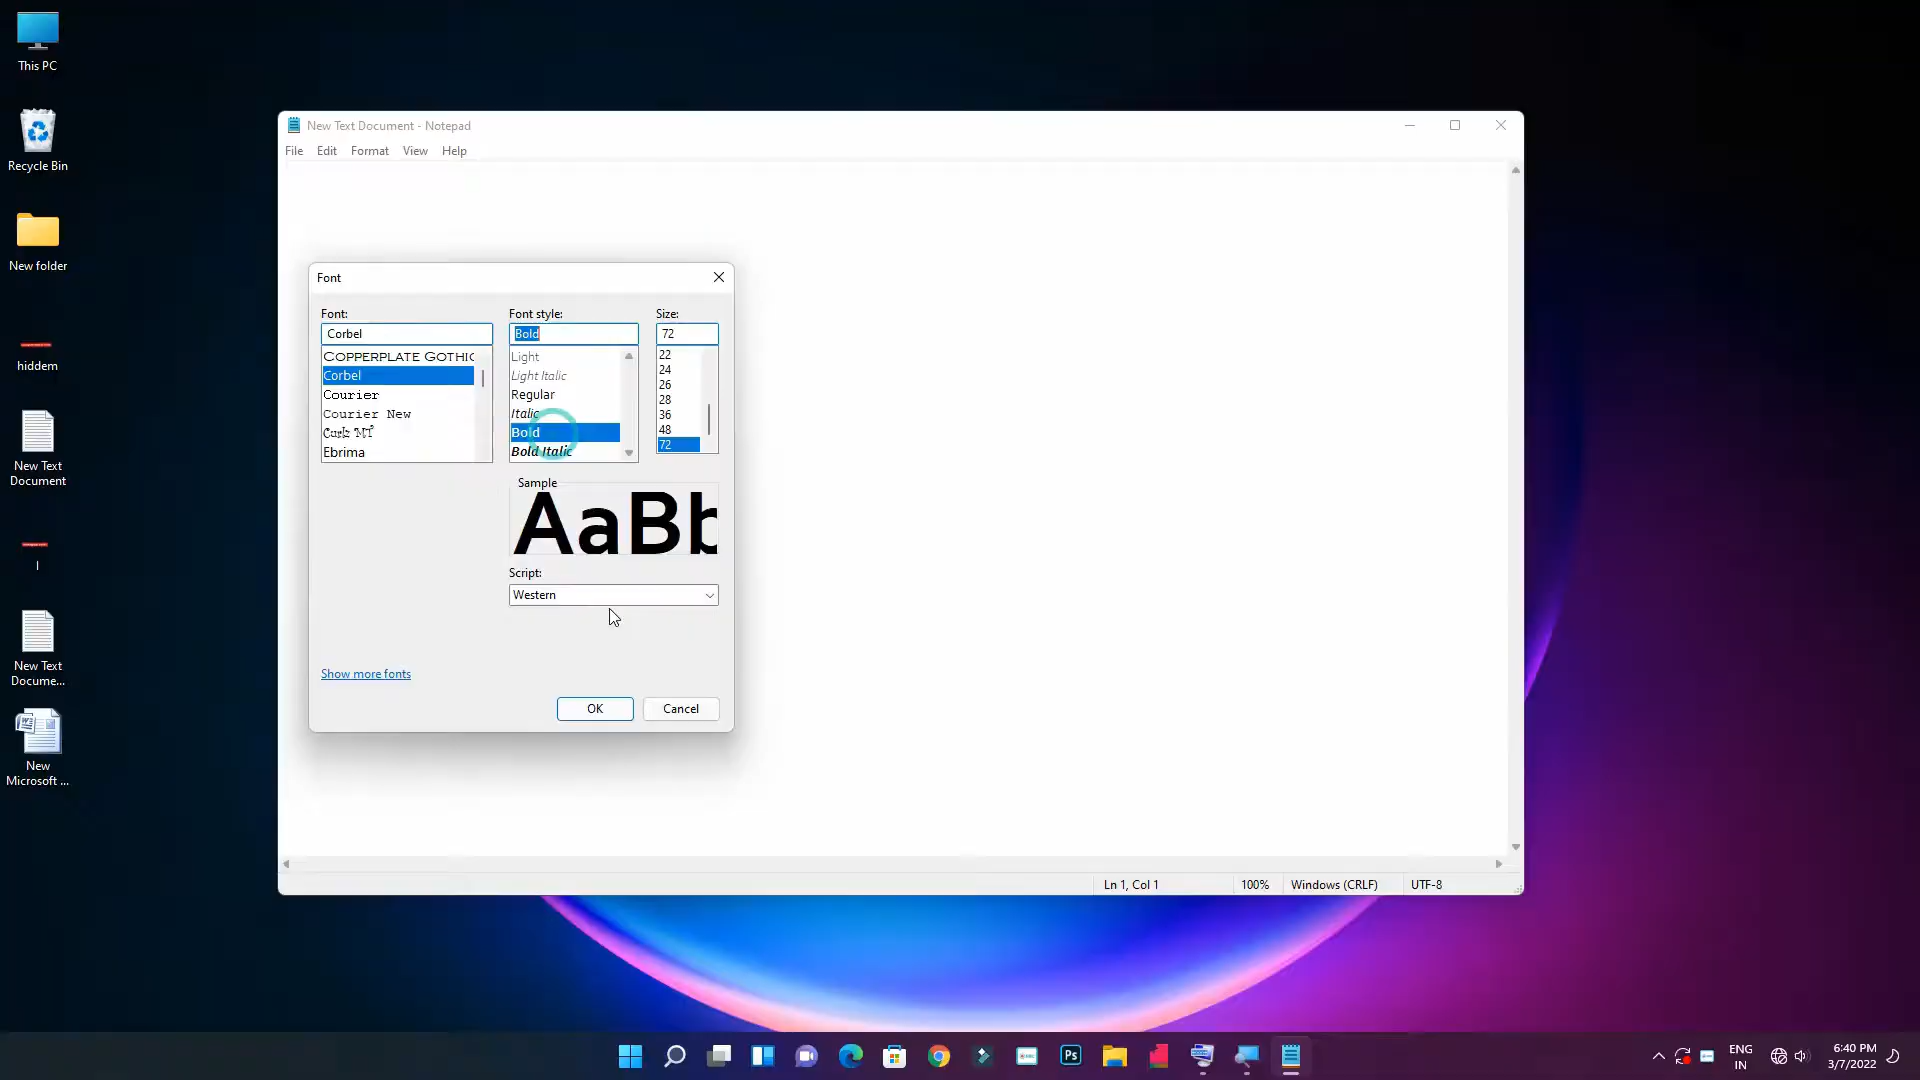 This PC
Recycle Bin
New folder
hiddem
New Text
Document
l
New Text
Docume...
New
Microsoft ...
New Text Document - Notepad
File Edit Format View Help
Font
Font: Font style: Size:
Corbel Bold 72
COPPERPLATE GOTHIC
Corbel
Courier
Courier New
Curlz MT
Ebrima
Light
Light Italic
Regular
Italic
Bold
Bold Italic
22
24
26
28
36
48
72
Sample
AaBb
Script:
Western
Show more fonts
OK Cancel
Ln 1, Col 1 100% Windows (CRLF) UTF-8
Ps
ENG
IN
6:40 PM
3/7/2022